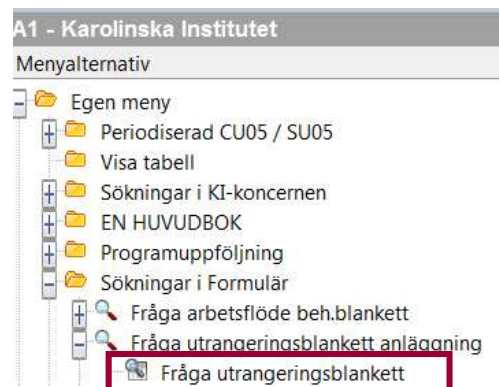 A1 - Karolinska Institutet
Menyalternativ
Egen meny
Periodiserad CU05 / SU05
Visa tabell
Sökningar i KI-koncernen
EN HUVUDBOK
Programuppföljning
Sökningar i Formulär
Fråga arbetsflöde beh.blankett
Fråga utrangeringsblankett anläggning
Fråga utrangeringsblankett